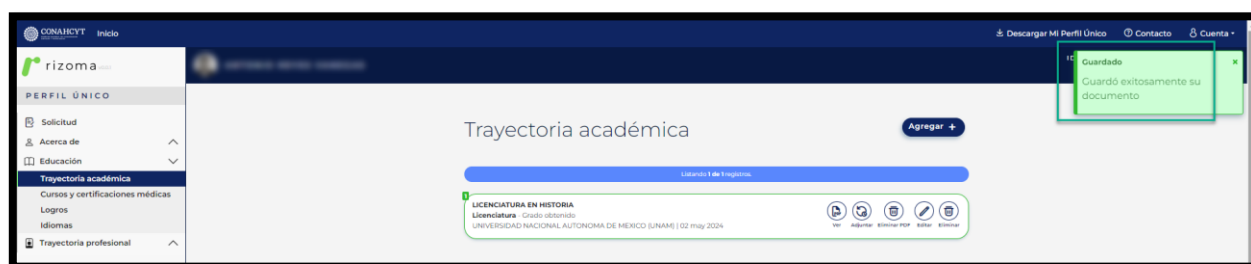 CONAHCYT Inicio Descargar Mi Perfil Único Contacto Cuenta
rizoma
Guardado ×
Guardó exitosamente su
documento
PERFIL ÚNICO
Solicitud
Acerca de
Educación
Trayectoria académica
Cursos y certificaciones médicas
Logros
Idiomas
Trayectoria profesional
Trayectoria académica Agregar +
Listando 1 de 1 registros.
1
LICENCIATURA EN HISTORIA
Licenciatura - Grado obtenido
UNIVERSIDAD NACIONAL AUTONOMA DE MEXICO (UNAM) | 02 may 2024
Ver Adjuntar Eliminar PDF Editar Eliminar